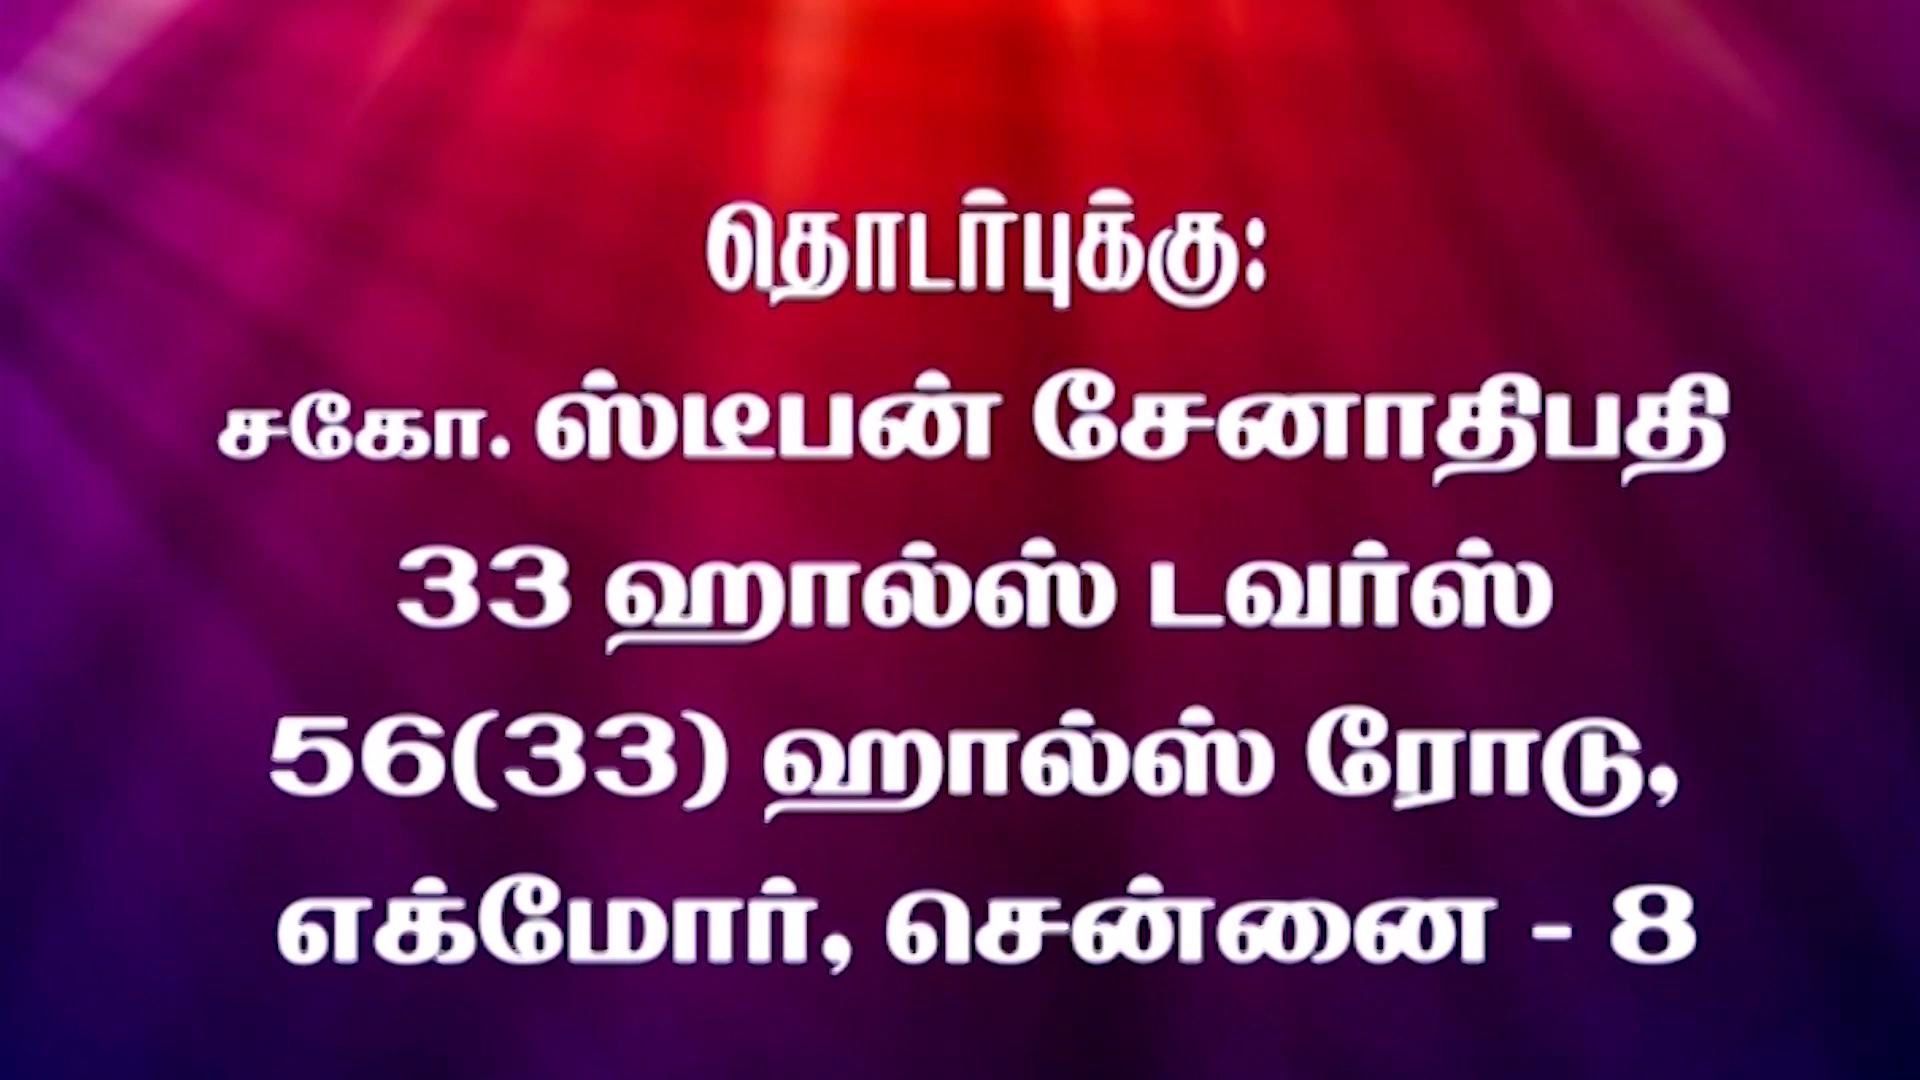 தொடர்புக்கு:
சகோ. ஸ்டீபன் சேனாதிபதி
33 ஹால்ஸ் டவர்ஸ்
56(33) ஹால்ஸ் ரோடு,
எக்மோர், சென்னை - 8